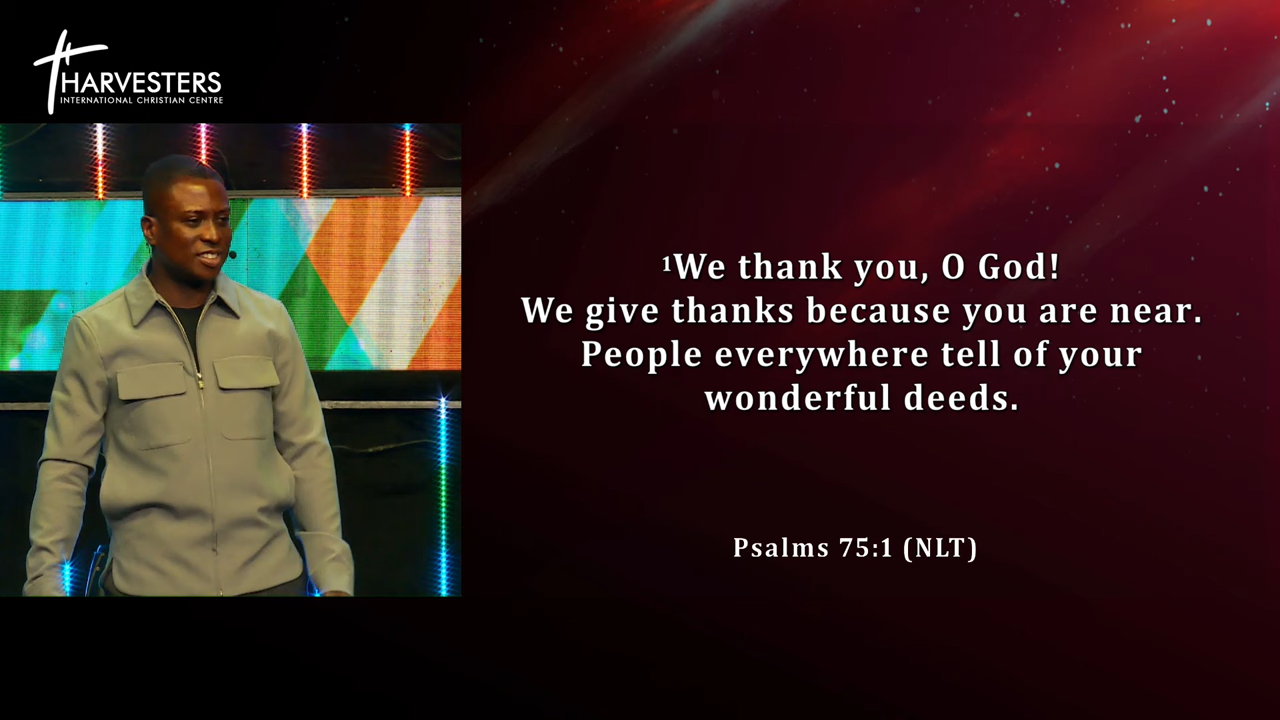 HARVESTERS
INTERNATIONAL CHRISTIAN CENTRE
¹We thank you, O God!
We give thanks because you are near.
People everywhere tell of your
wonderful deeds.
Psalms 75:1 (NLT)